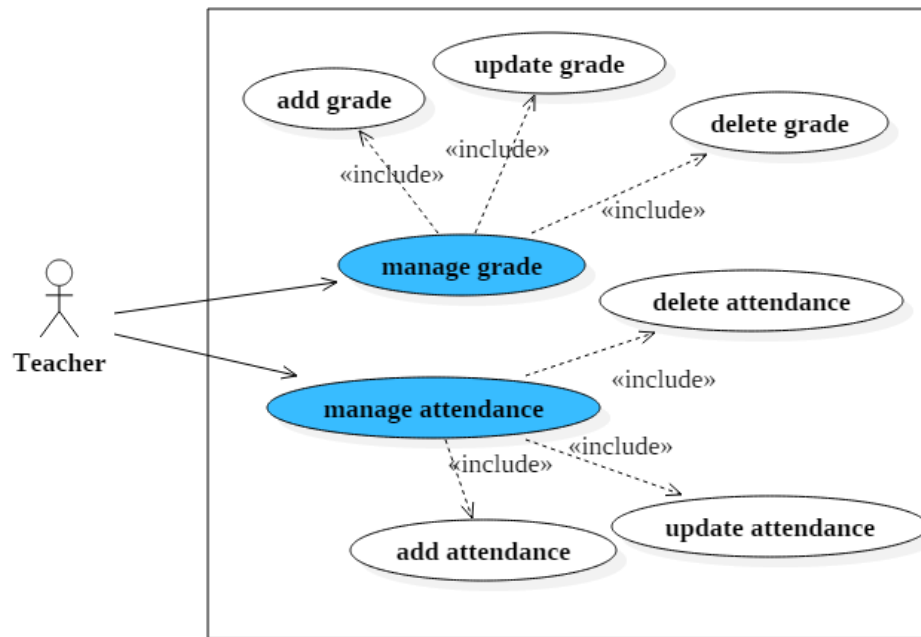 update grade
add grade
delete grade
«include»
«include»
«include»
manage grade
delete attendance
Teacher
«include»
manage attendance
«include»
«include»
update attendance
add attendance